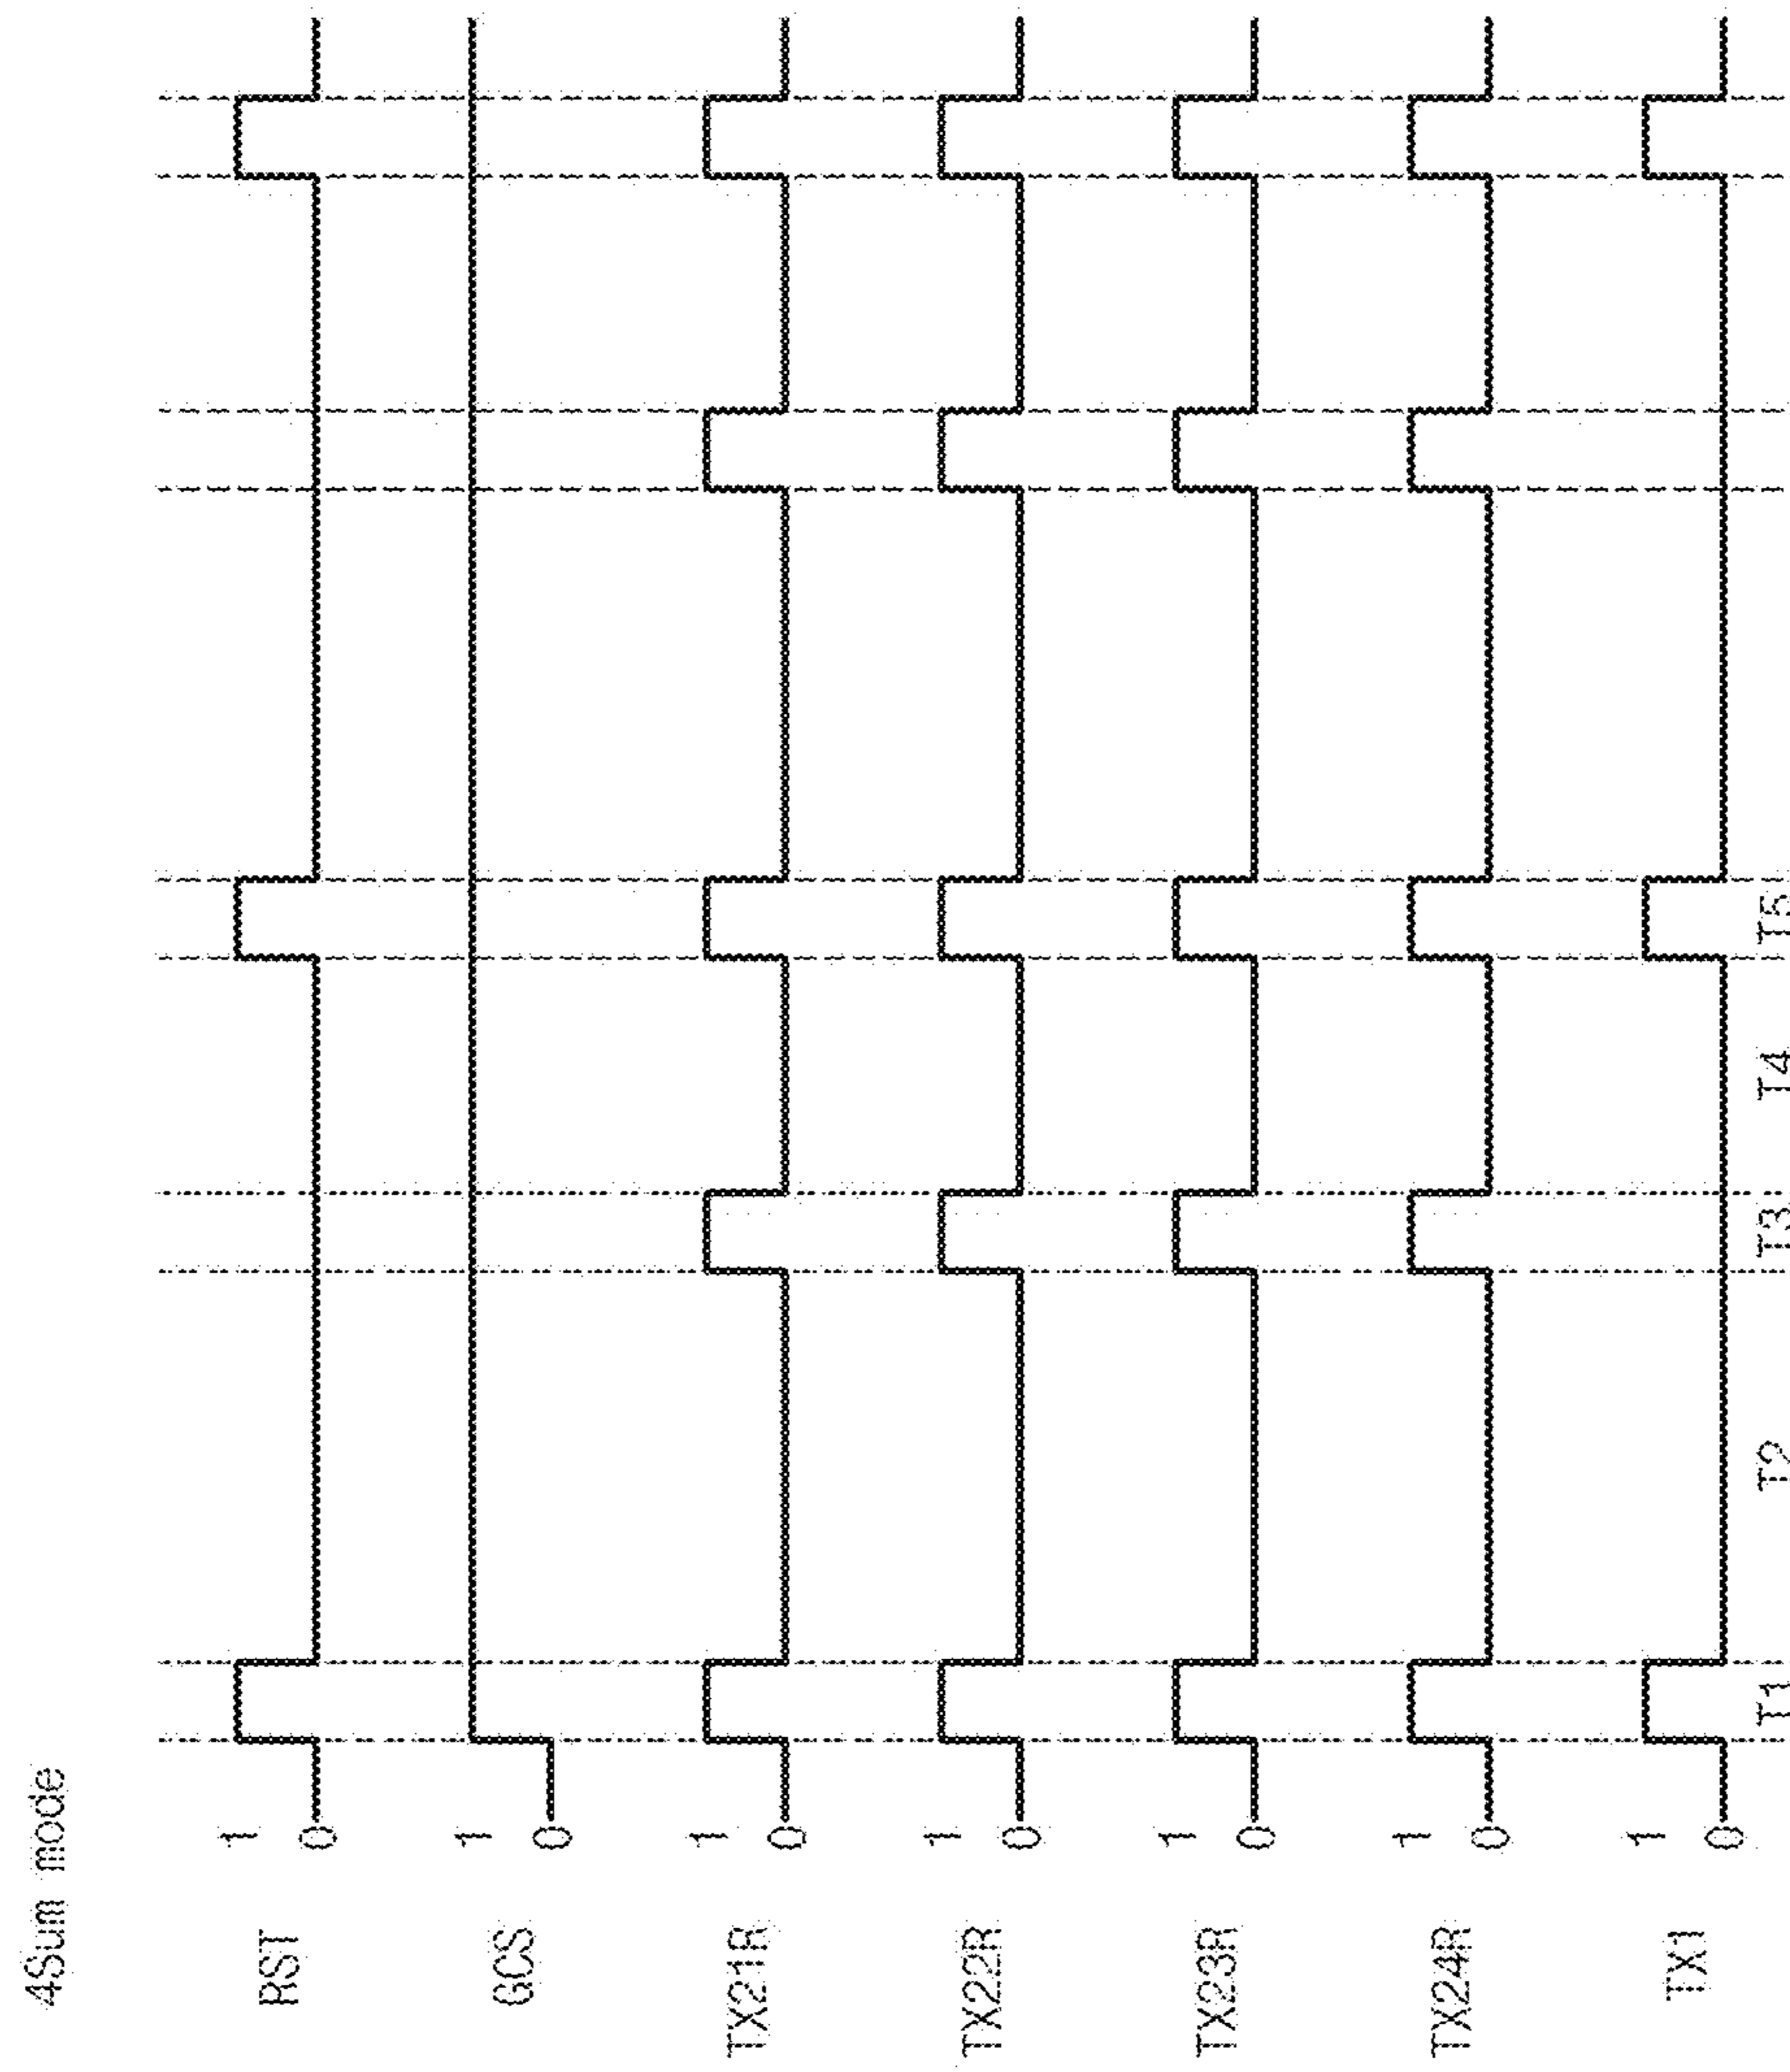 4Sum mode
RST 1 0
GCS 1 0
TX21R 1 0
TX22R 1 0
TX23R 1 0
TX24R 1 0
TX1 1 0
T1 T2 T3 T4 T5